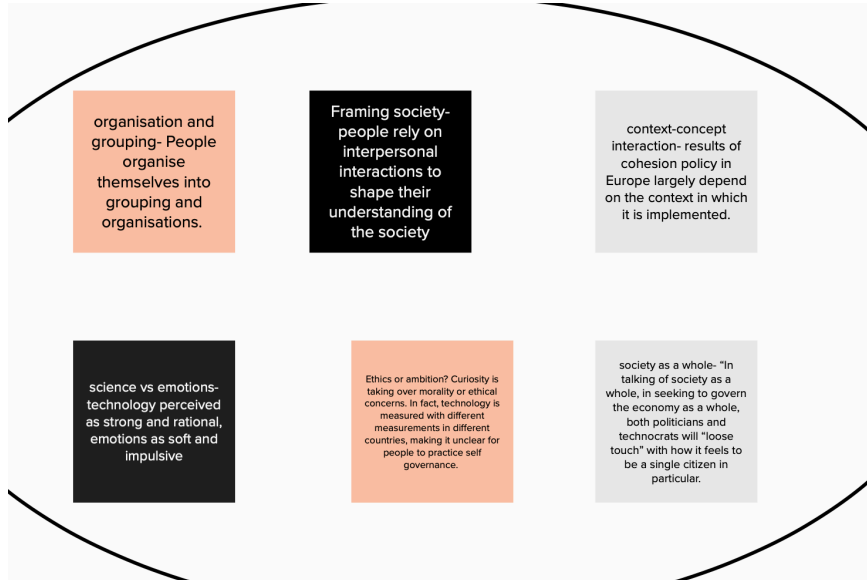 organisation and
grouping- People
organise
themselves into
grouping and
organisations.
Framing society-
people rely on
interpersonal
interactions to
shape their
understanding of
the society
context-concept
interaction- results of
cohesion policy in
Europe largely depend
on the context in which
it is implemented.
science vs emotions-
technology perceived
as strong and rational,
emotions as soft and
impulsive
Ethics or ambition? Curiosity is
taking over morality or ethical
concerns. In fact, technology is
measured with different
measurements in different
countries, making it unclear for
people to practice self
governance.
society as a whole- “In
talking of society as a
whole, in seeking to govern
the economy as a whole,
both politicians and
technocrats will “loose
touch” with how it feels to
be a single citizen in
particular.